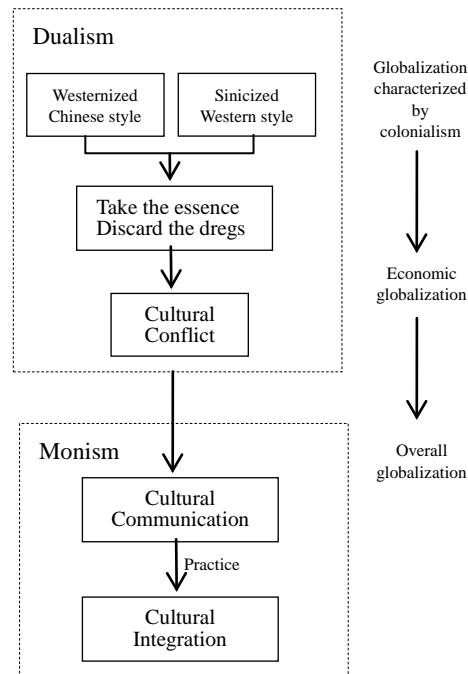 Dualism
Westernized
Chinese style
Sinicized
Western style
Take the essence
Discard the dregs
Cultural
Conflict
Monism
Cultural
Communication
Practice
Cultural
Integration
Globalization
characterized
by
colonialism
Economic
globalization
Overall
globalization